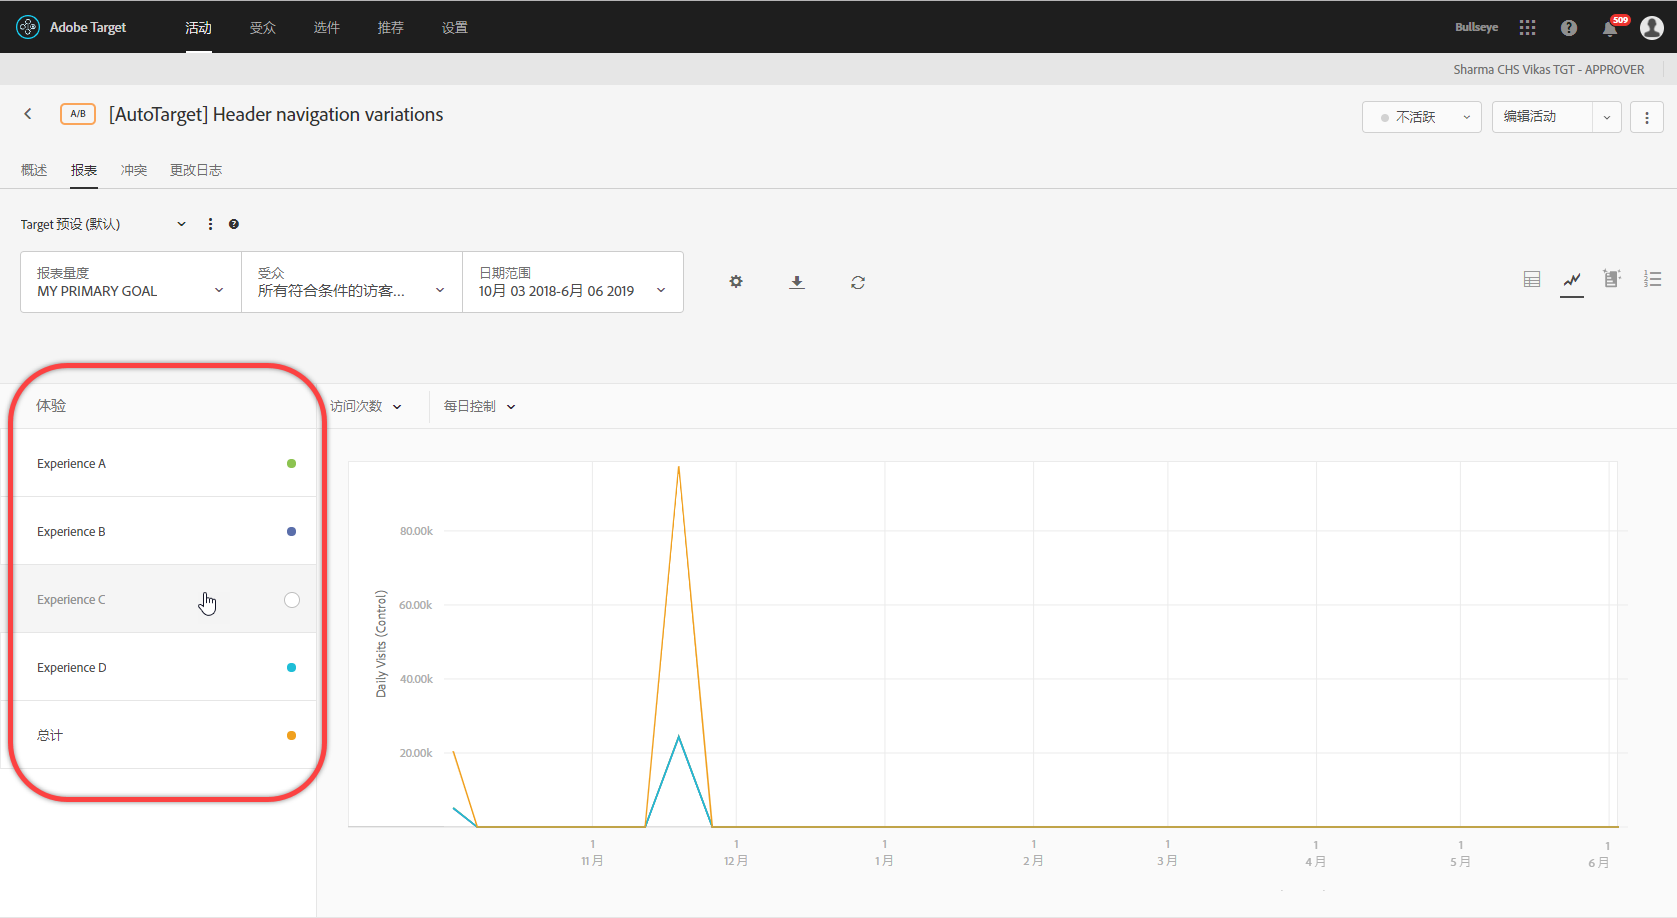 Adobe Target 活动 受众 选件 推荐 设置 Bullseye 509
Sharma CHS Vikas TGT - APPROVER
A/B [AutoTarget] Header navigation variations 不活跃 编辑活动
概述 报表 冲突 更改日志
Target 预设 (默认)
报表量度 受众 日期范围
MY PRIMARY GOAL 所有符合条件的访客... 10月 03 2018-6月 06 2019
体验 访问次数 每日控制
Experience A
Experience B
Experience C
Experience D
总计
Daily Visits (Control)
80.00k
60.00k
40.00k
20.00k
1 1 1 1 1 1 1 1
11 月 12 月 1 月 2 月 3 月 4 月 5 月 6 月